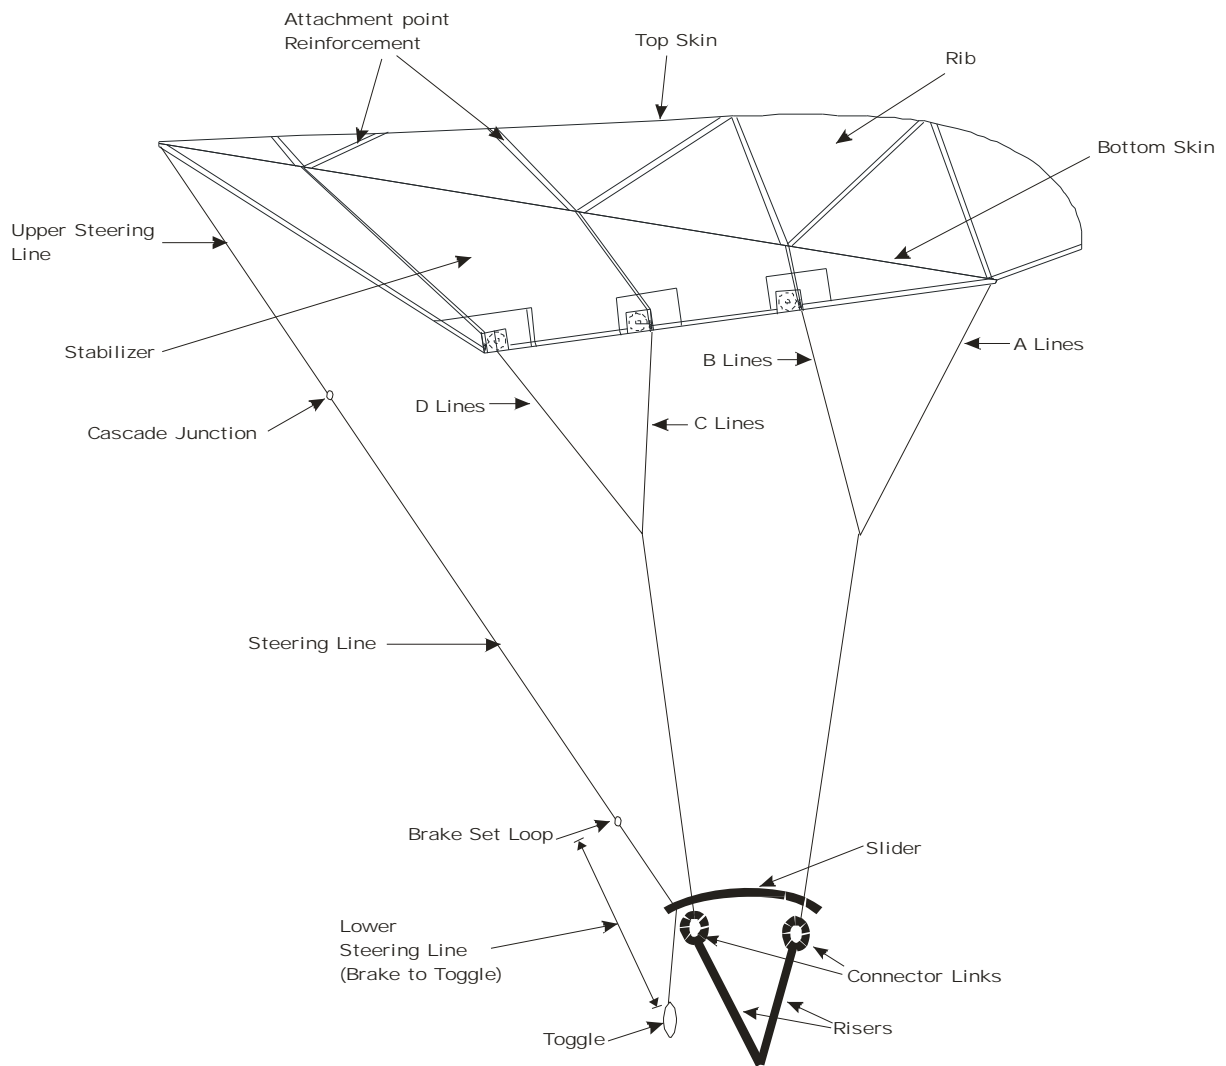 Attachment point
Reinforcement
Top Skin
Rib
Bottom Skin
Upper Steering
Line
Stabilizer
A Lines
B Lines
D Lines
C Lines
Cascade Junction
Steering Line
Brake Set Loop
Slider
Lower
Steering Line
(Brake to Toggle)
Connector Links
Risers
Toggle